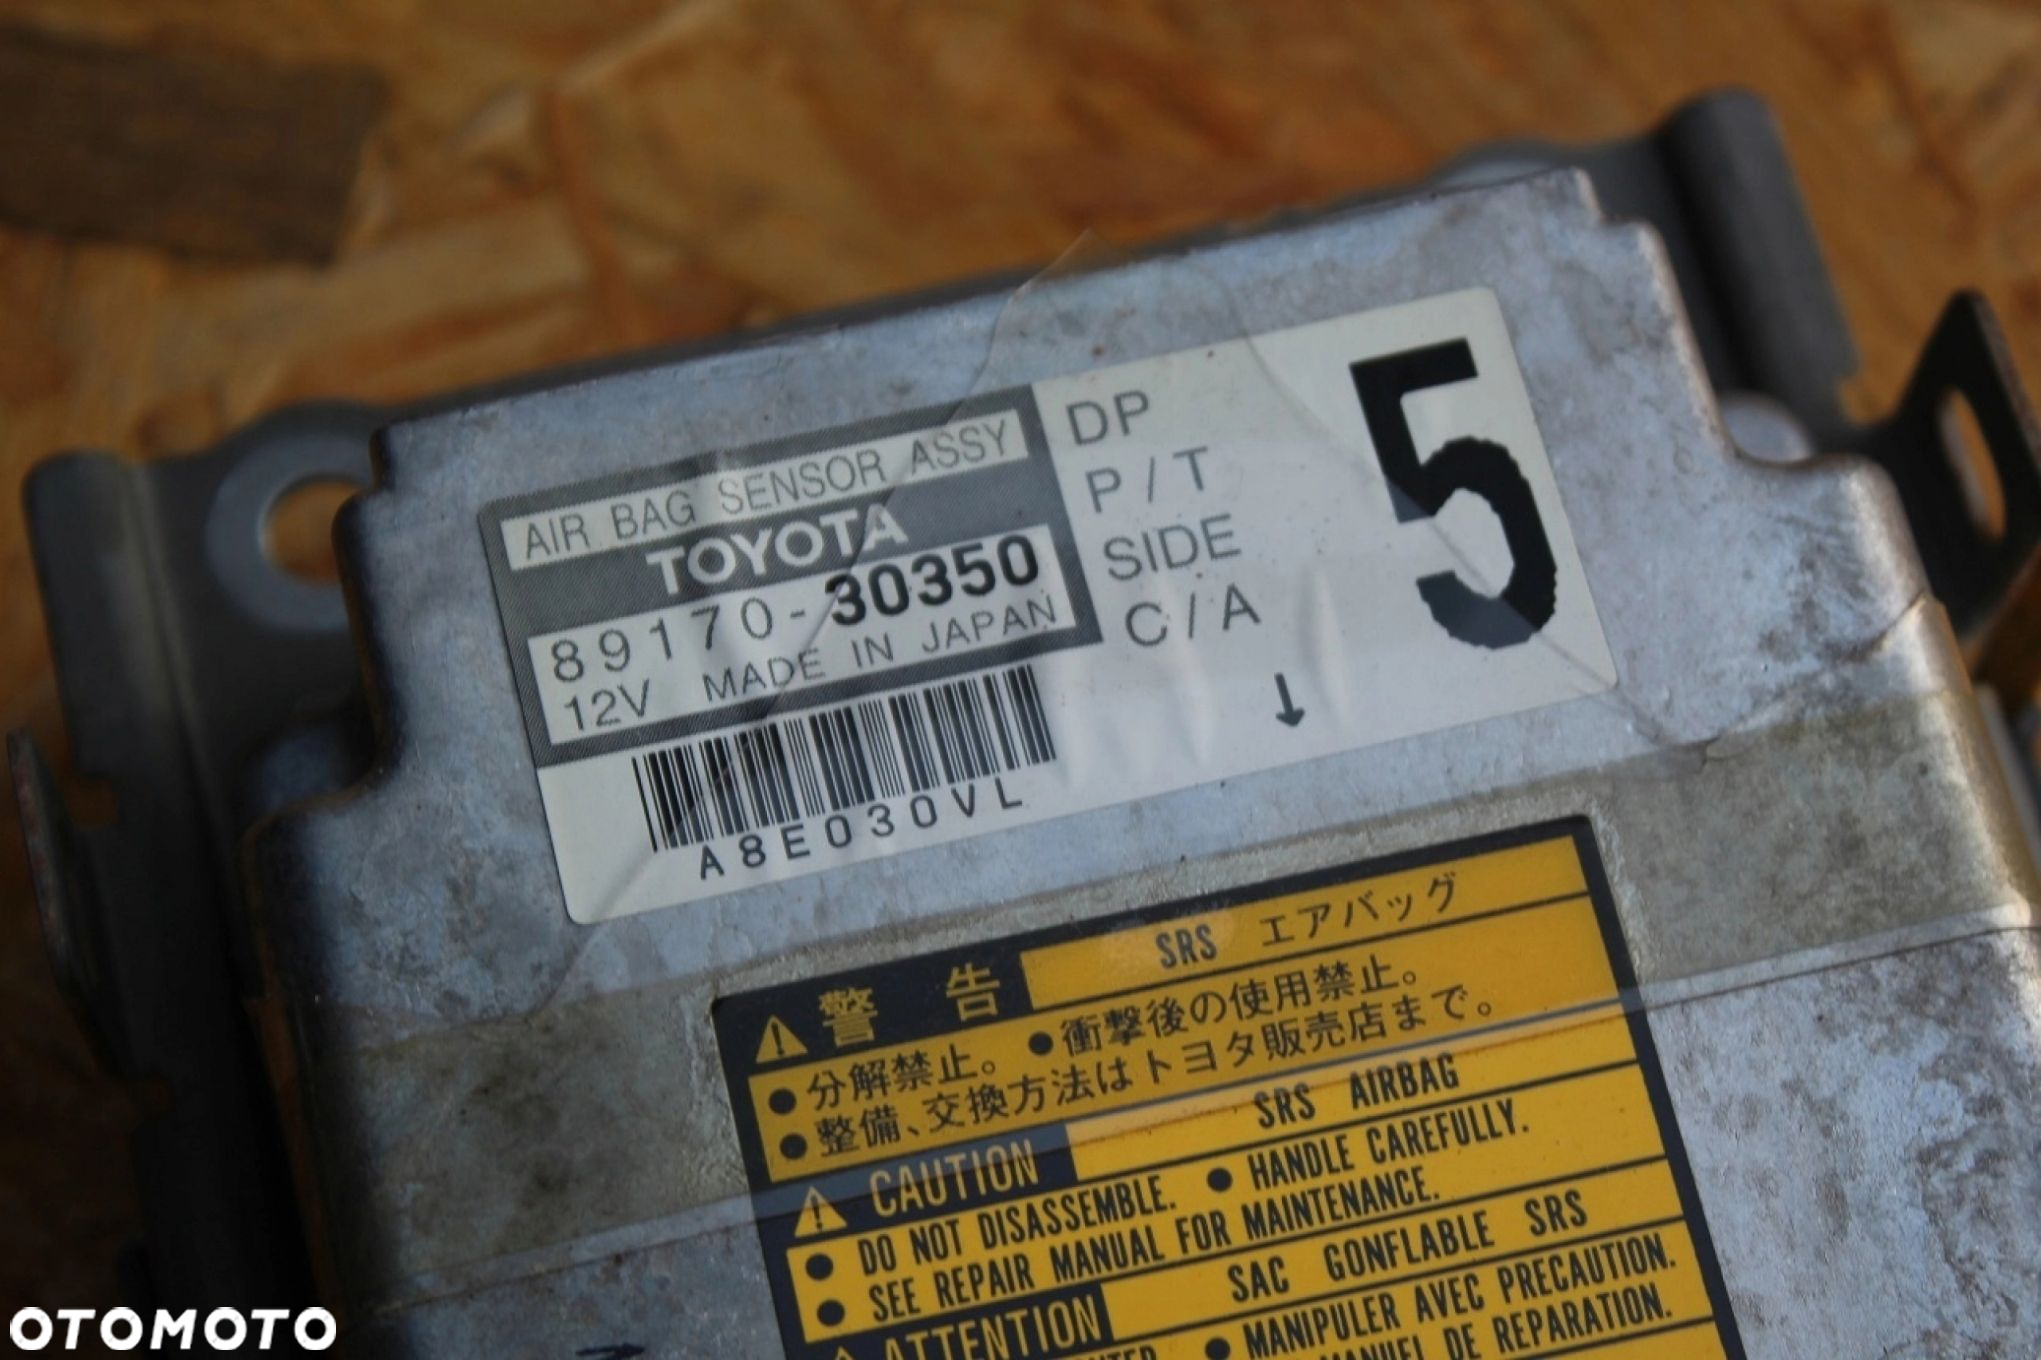 AIR BAG SENSOR ASSY
TOYOTA
89170-30350
12V MADE IN JAPAN
A8E030VL
DP
P/T
SIDE
C/A
5
↓
⚠ 警告 SRS エアバッグ
●分解禁止。 ●衝撃後の使用禁止。
●整備、交換方法はトヨタ販売店まで。
⚠ CAUTION SRS AIRBAG
● DO NOT DISASSEMBLE. ● HANDLE CAREFULLY.
● SEE REPAIR MANUAL FOR MAINTENANCE.
⚠ ATTENTION SAC GONFLABLE SRS
● MANIPULER AVEC PRECAUTION.
MANUEL DE REPARATION.
OTOMOTO